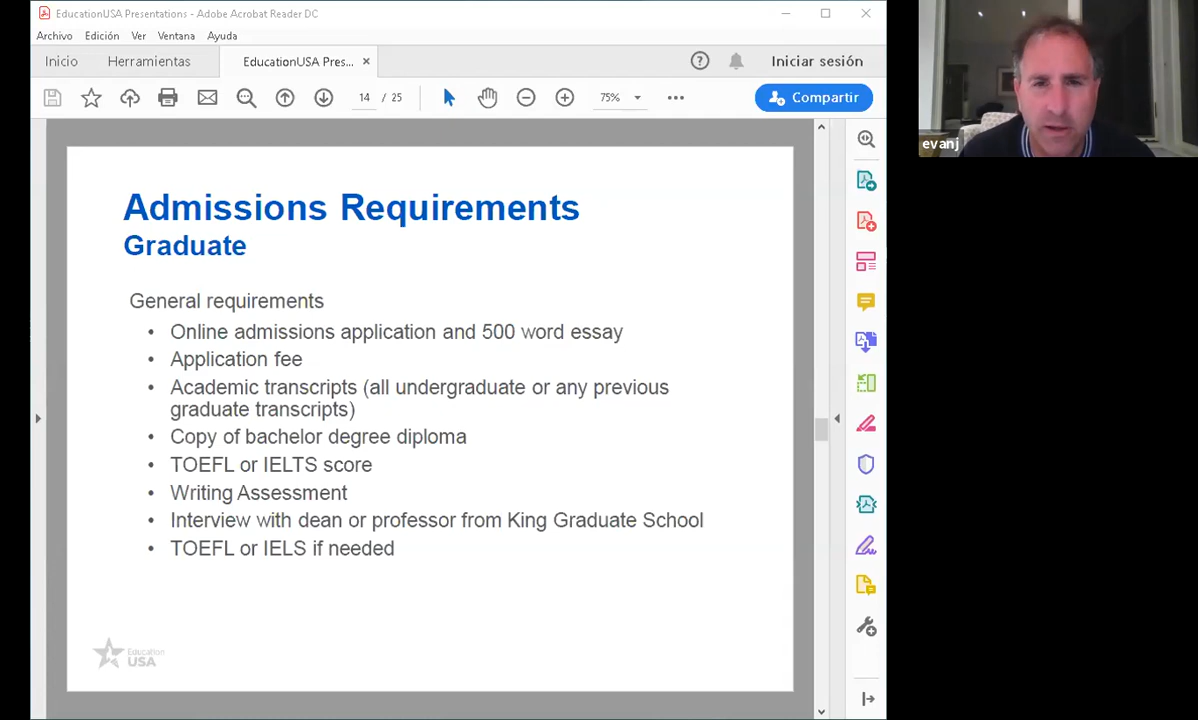 EducationUSA Presentations - Adobe Acrobat Reader DC
Archivo Edición Ver Ventana Ayuda
Inicio Herramientas EducationUSA Pres... Iniciar sesión
14 / 25 75% Compartir
evanj
Admissions Requirements
Graduate
General requirements
• Online admissions application and 500 word essay
• Application fee
• Academic transcripts (all undergraduate or any previous
graduate transcripts)
• Copy of bachelor degree diploma
• TOEFL or IELTS score
• Writing Assessment
• Interview with dean or professor from King Graduate School
• TOEFL or IELS if needed
Education
USA